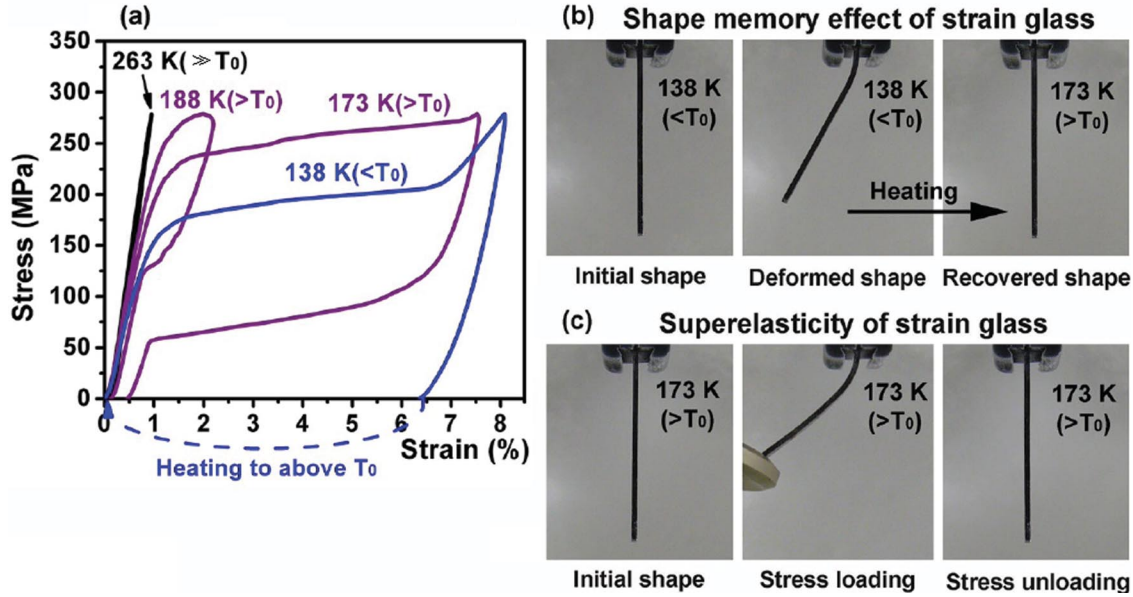 (a)
350
300
250
200
150
100
50
0
Stress (MPa)
263 K(≫T₀)
188 K(>T₀)
173 K(>T₀)
138 K(<T₀)
0 1 2 3 4 5 6 7 8
Strain (%)
Heating to above T₀
(b) Shape memory effect of strain glass
138 K
(<T₀)
138 K
(<T₀)
173 K
(>T₀)
Heating
Initial shape
Deformed shape
Recovered shape
(c) Superelasticity of strain glass
173 K
(>T₀)
173 K
(>T₀)
173 K
(>T₀)
Initial shape
Stress loading
Stress unloading